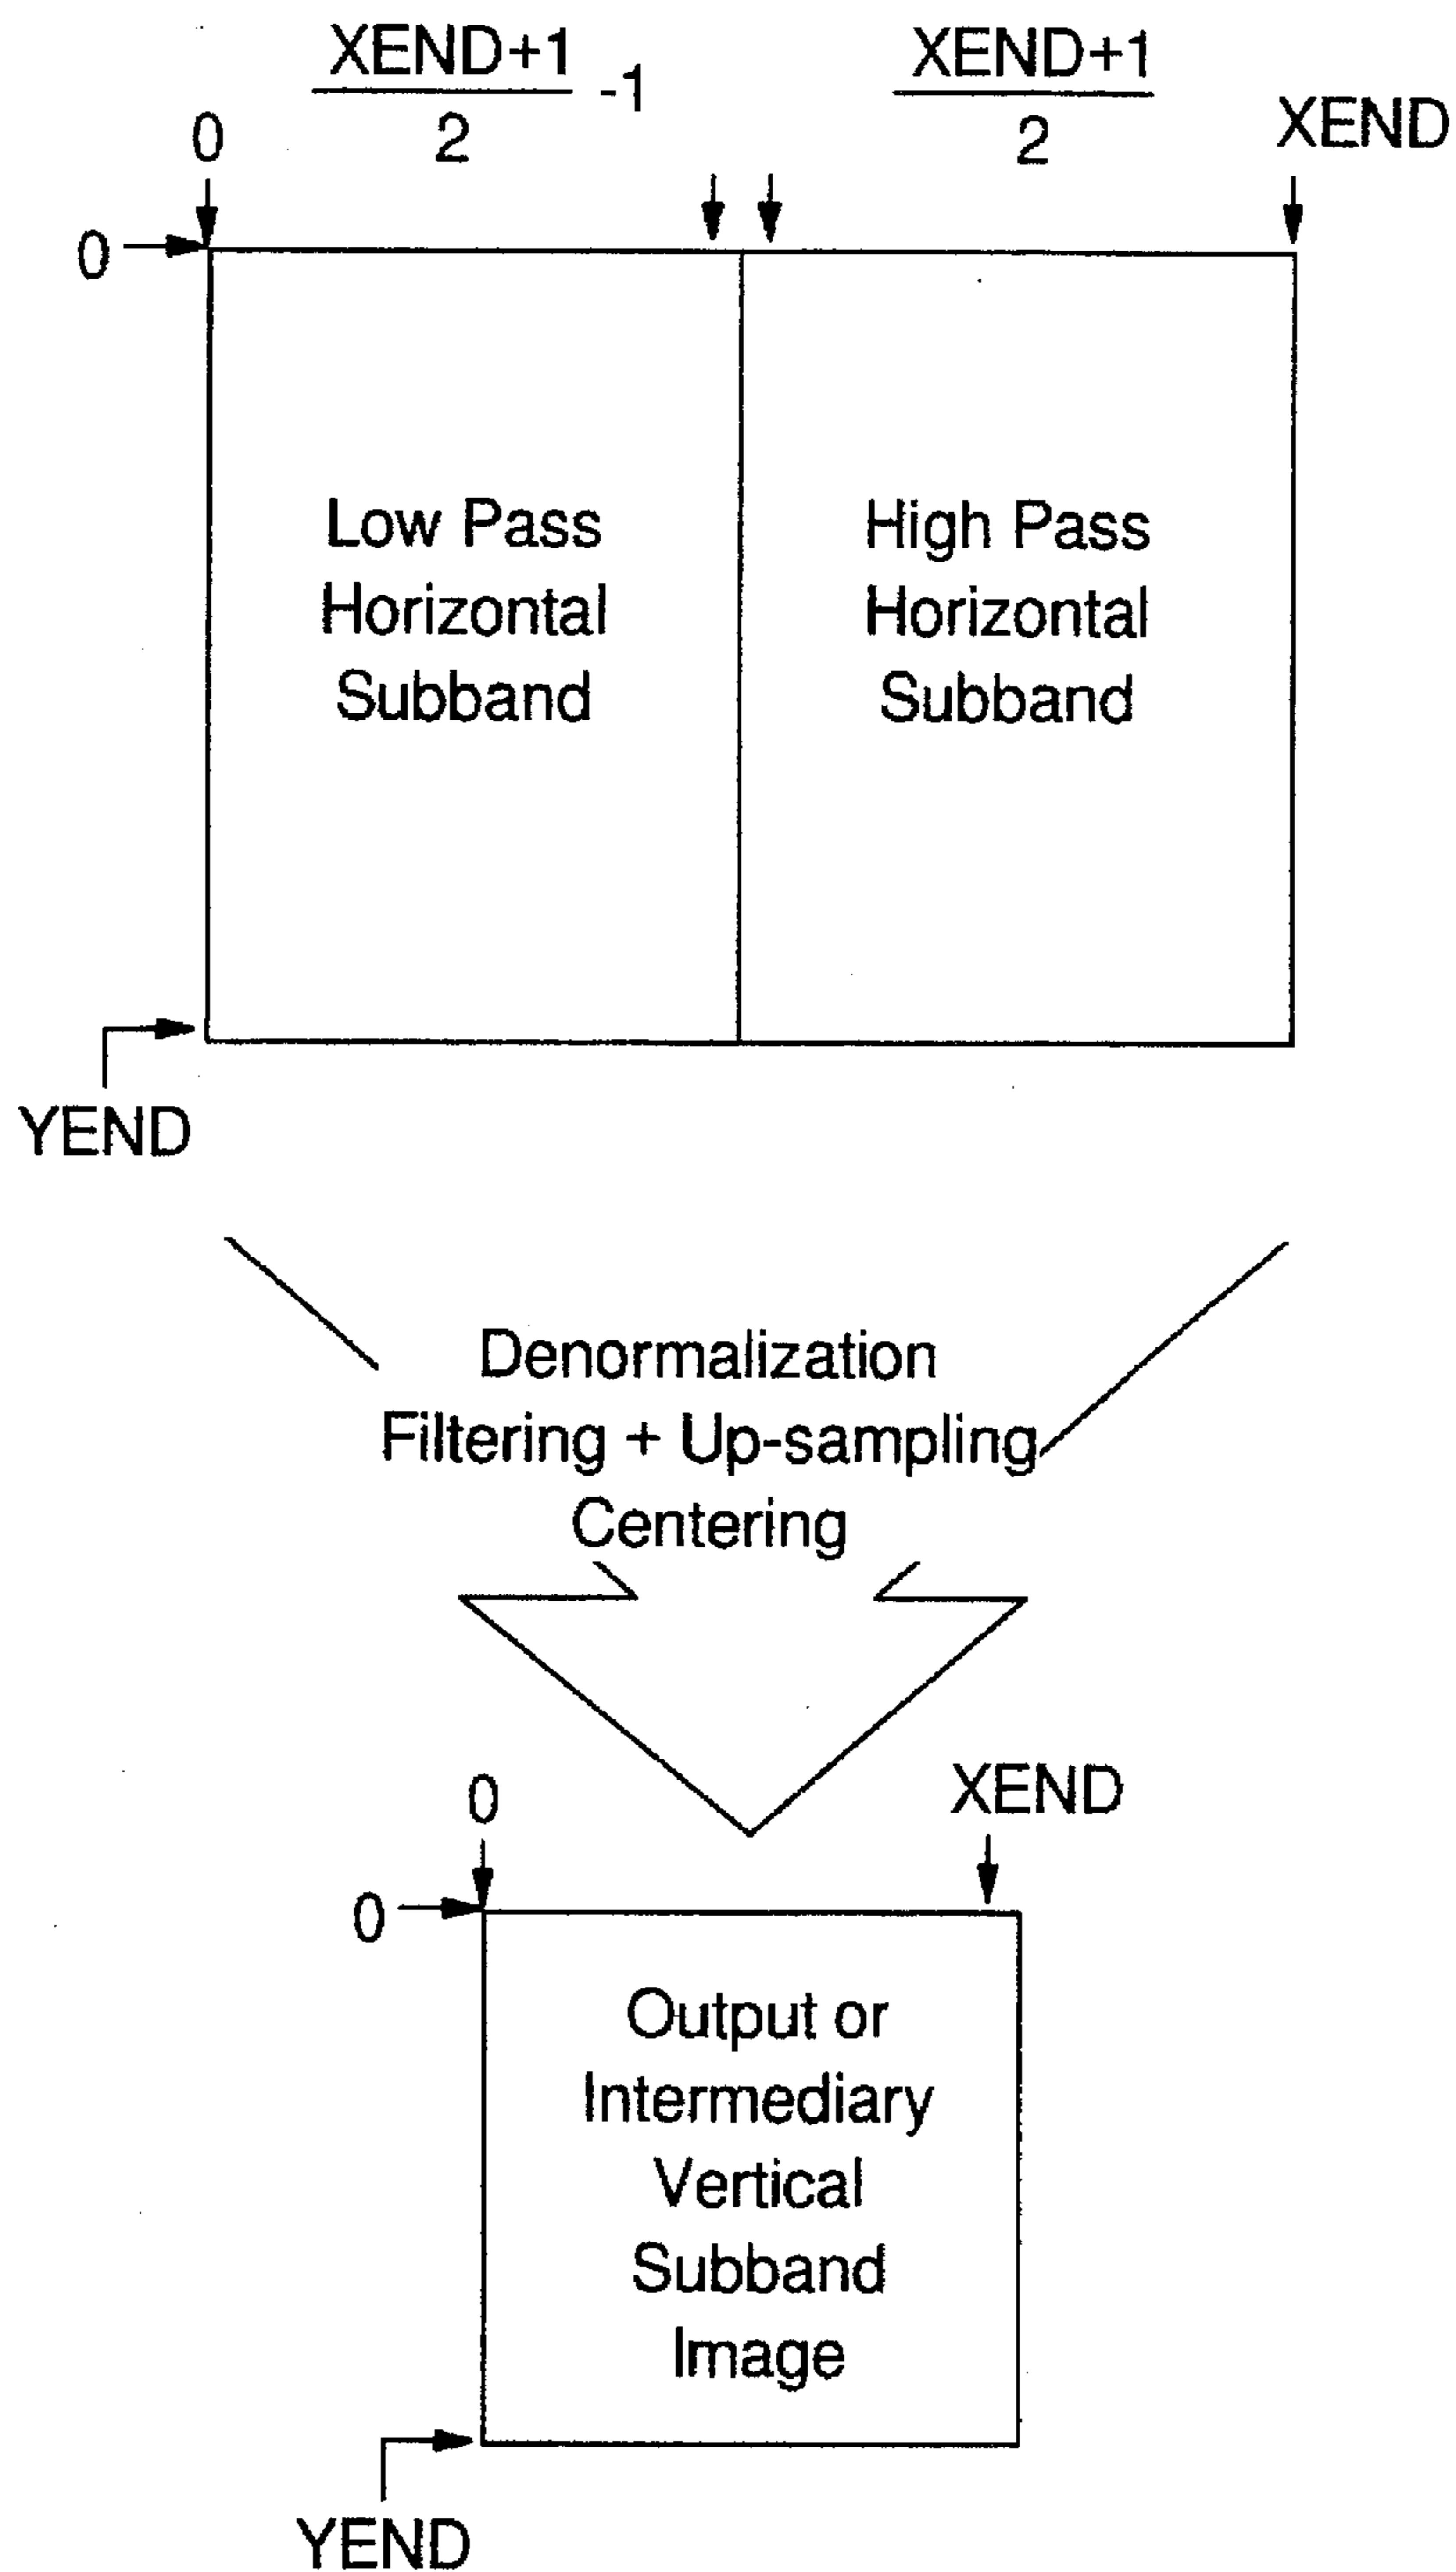 XEND+1
-1
2
XEND+1
2
0
XEND
0
Low Pass
Horizontal
Subband
High Pass
Horizontal
Subband
YEND
Denormalization
Filtering + Up-sampling
Centering
0
XEND
0
Output or
Intermediary
Vertical
Subband
Image
YEND